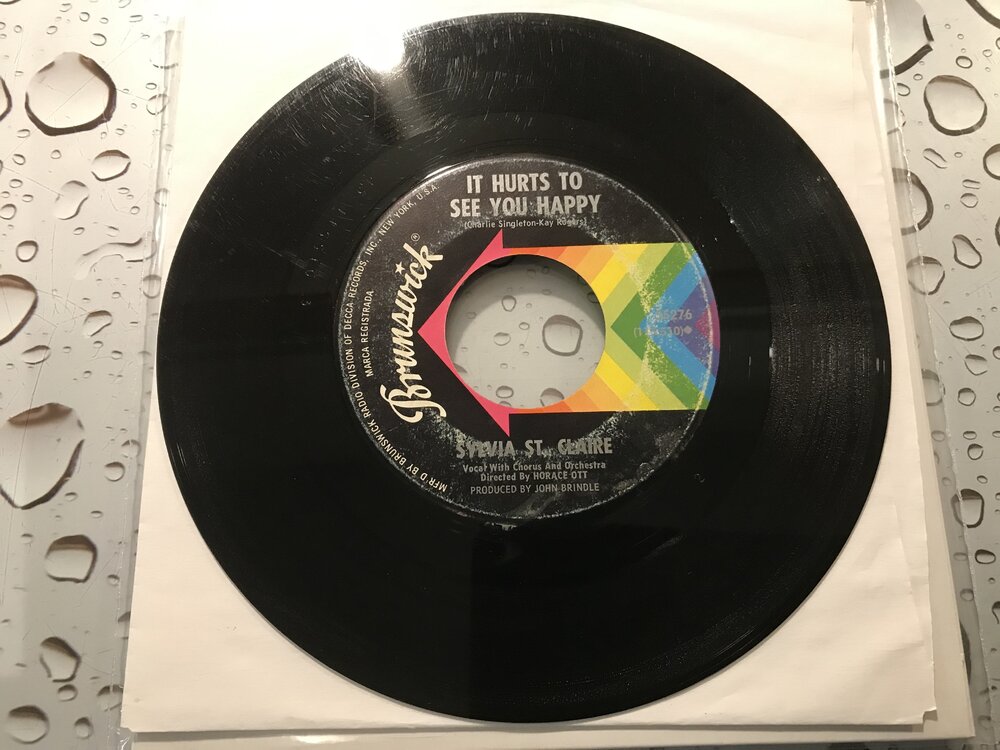 IT HURTS TO
SEE YOU HAPPY
(Charlie Singleton-Kay Rogers)
Brunswick®
MFR'D BY BRUNSWICK RADIO DIVISION OF DECCA RECORDS, INC., NEW YORK, U.S.A.
MARCA REGISTRADA
SYLVIA ST. CLAIRE
Vocal With Chorus And Orchestra
Directed By HORACE OTT
PRODUCED BY JOHN BRINDLE